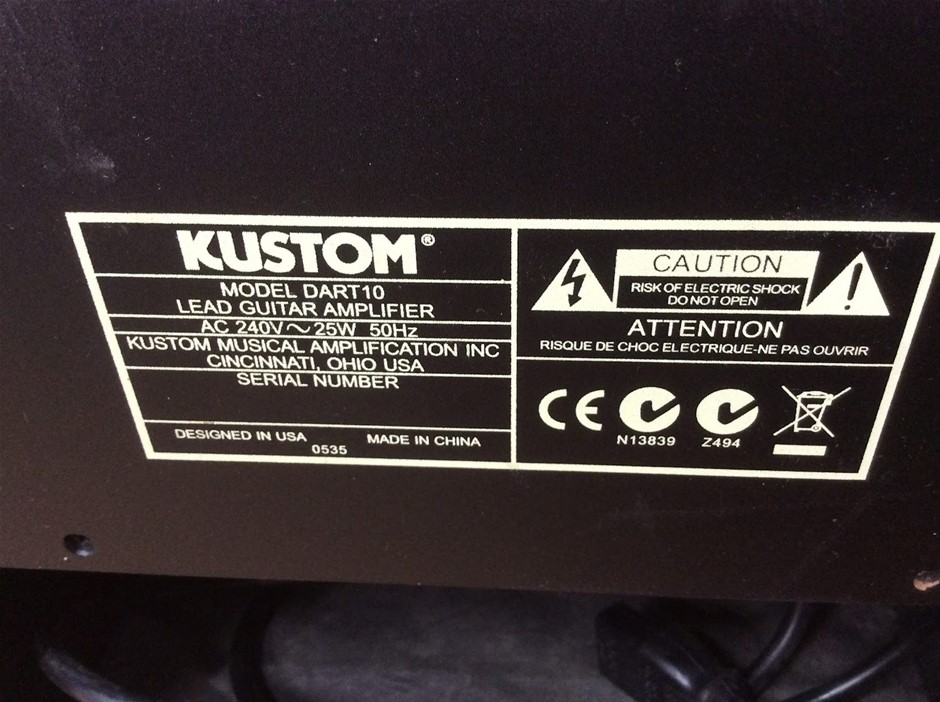 KUSTOM®
MODEL DART10
LEAD GUITAR AMPLIFIER
AC 240V～25W 50Hz
KUSTOM MUSICAL AMPLIFICATION INC
CINCINNATI, OHIO USA
SERIAL NUMBER
DESIGNED IN USA MADE IN CHINA
0535
CAUTION
RISK OF ELECTRIC SHOCK
DO NOT OPEN
ATTENTION
RISQUE DE CHOC ELECTRIQUE-NE PAS OUVRIR
CE
N13839 Z494